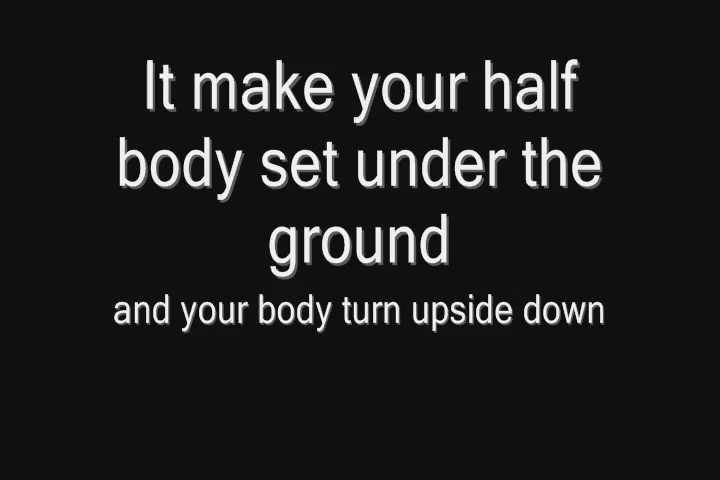 It make your half
body set under the
ground
and your body turn upside down